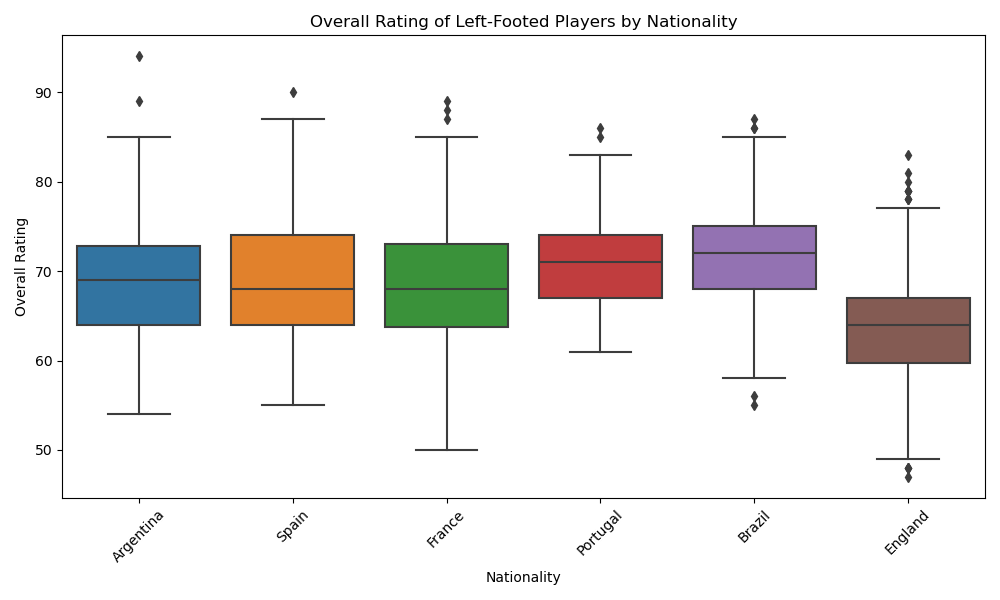 Overall Rating of Left-Footed Players by Nationality
Overall Rating
90
80
70
60
50
Argentina
Spain
France
Portugal
Brazil
England
Nationality